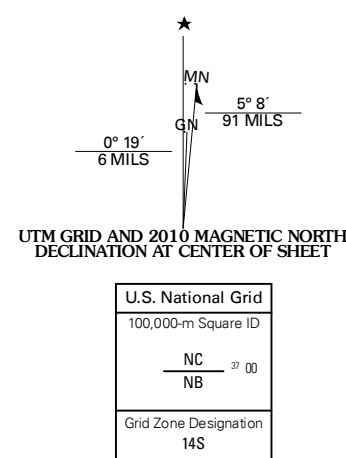 ★
MN
GN
5° 8´
91 MILS
0° 19´
6 MILS
UTM GRID AND 2010 MAGNETIC NORTH
DECLINATION AT CENTER OF SHEET
U.S. National Grid
100,000-m Square ID
NC
37 00
NB
Grid Zone Designation
14S